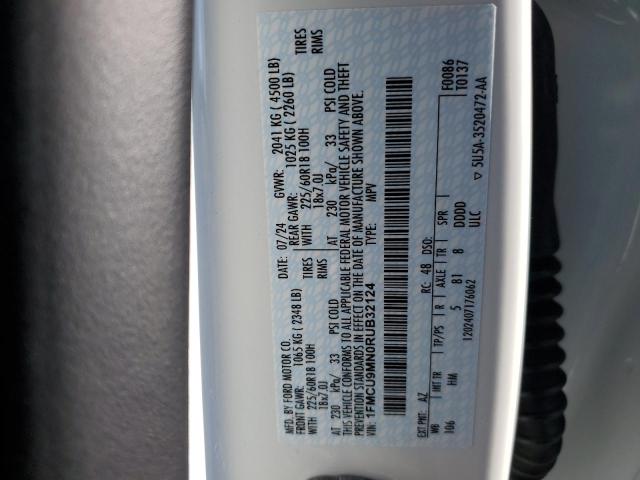 MFD. BY FORD MOTOR CO.
DATE: 07/24 GVWR: 2041 KG ( 4500 LB)
FRONT GAWR: 1065 KG ( 2348 LB) REAR GAWR: 1025 KG ( 2260 LB)
WITH 225/60R18 100H TIRES WITH 225/60R18 100H TIRES
18x7.0J RIMS 18x7.0J RIMS
AT 230 kPa/ 33 PSI COLD AT 230 kPa/ 33 PSI COLD
THIS VEHICLE CONFORMS TO ALL APPLICABLE FEDERAL MOTOR VEHICLE SAFETY AND THEFT
PREVENTION STANDARDS IN EFFECT ON THE DATE OF MANUFACTURE SHOWN ABOVE.
VIN: 1FMCU9MN0RUB32124 TYPE: MPV
F0086
T0137
EXT PNT: AZ RC: 48 DSO:
WB INT TR TP/PS R AXLE TR SPR
106 HM 5 81 8 DDDD
1202407176062 ULC
▽ 5U5A-3520472-AA